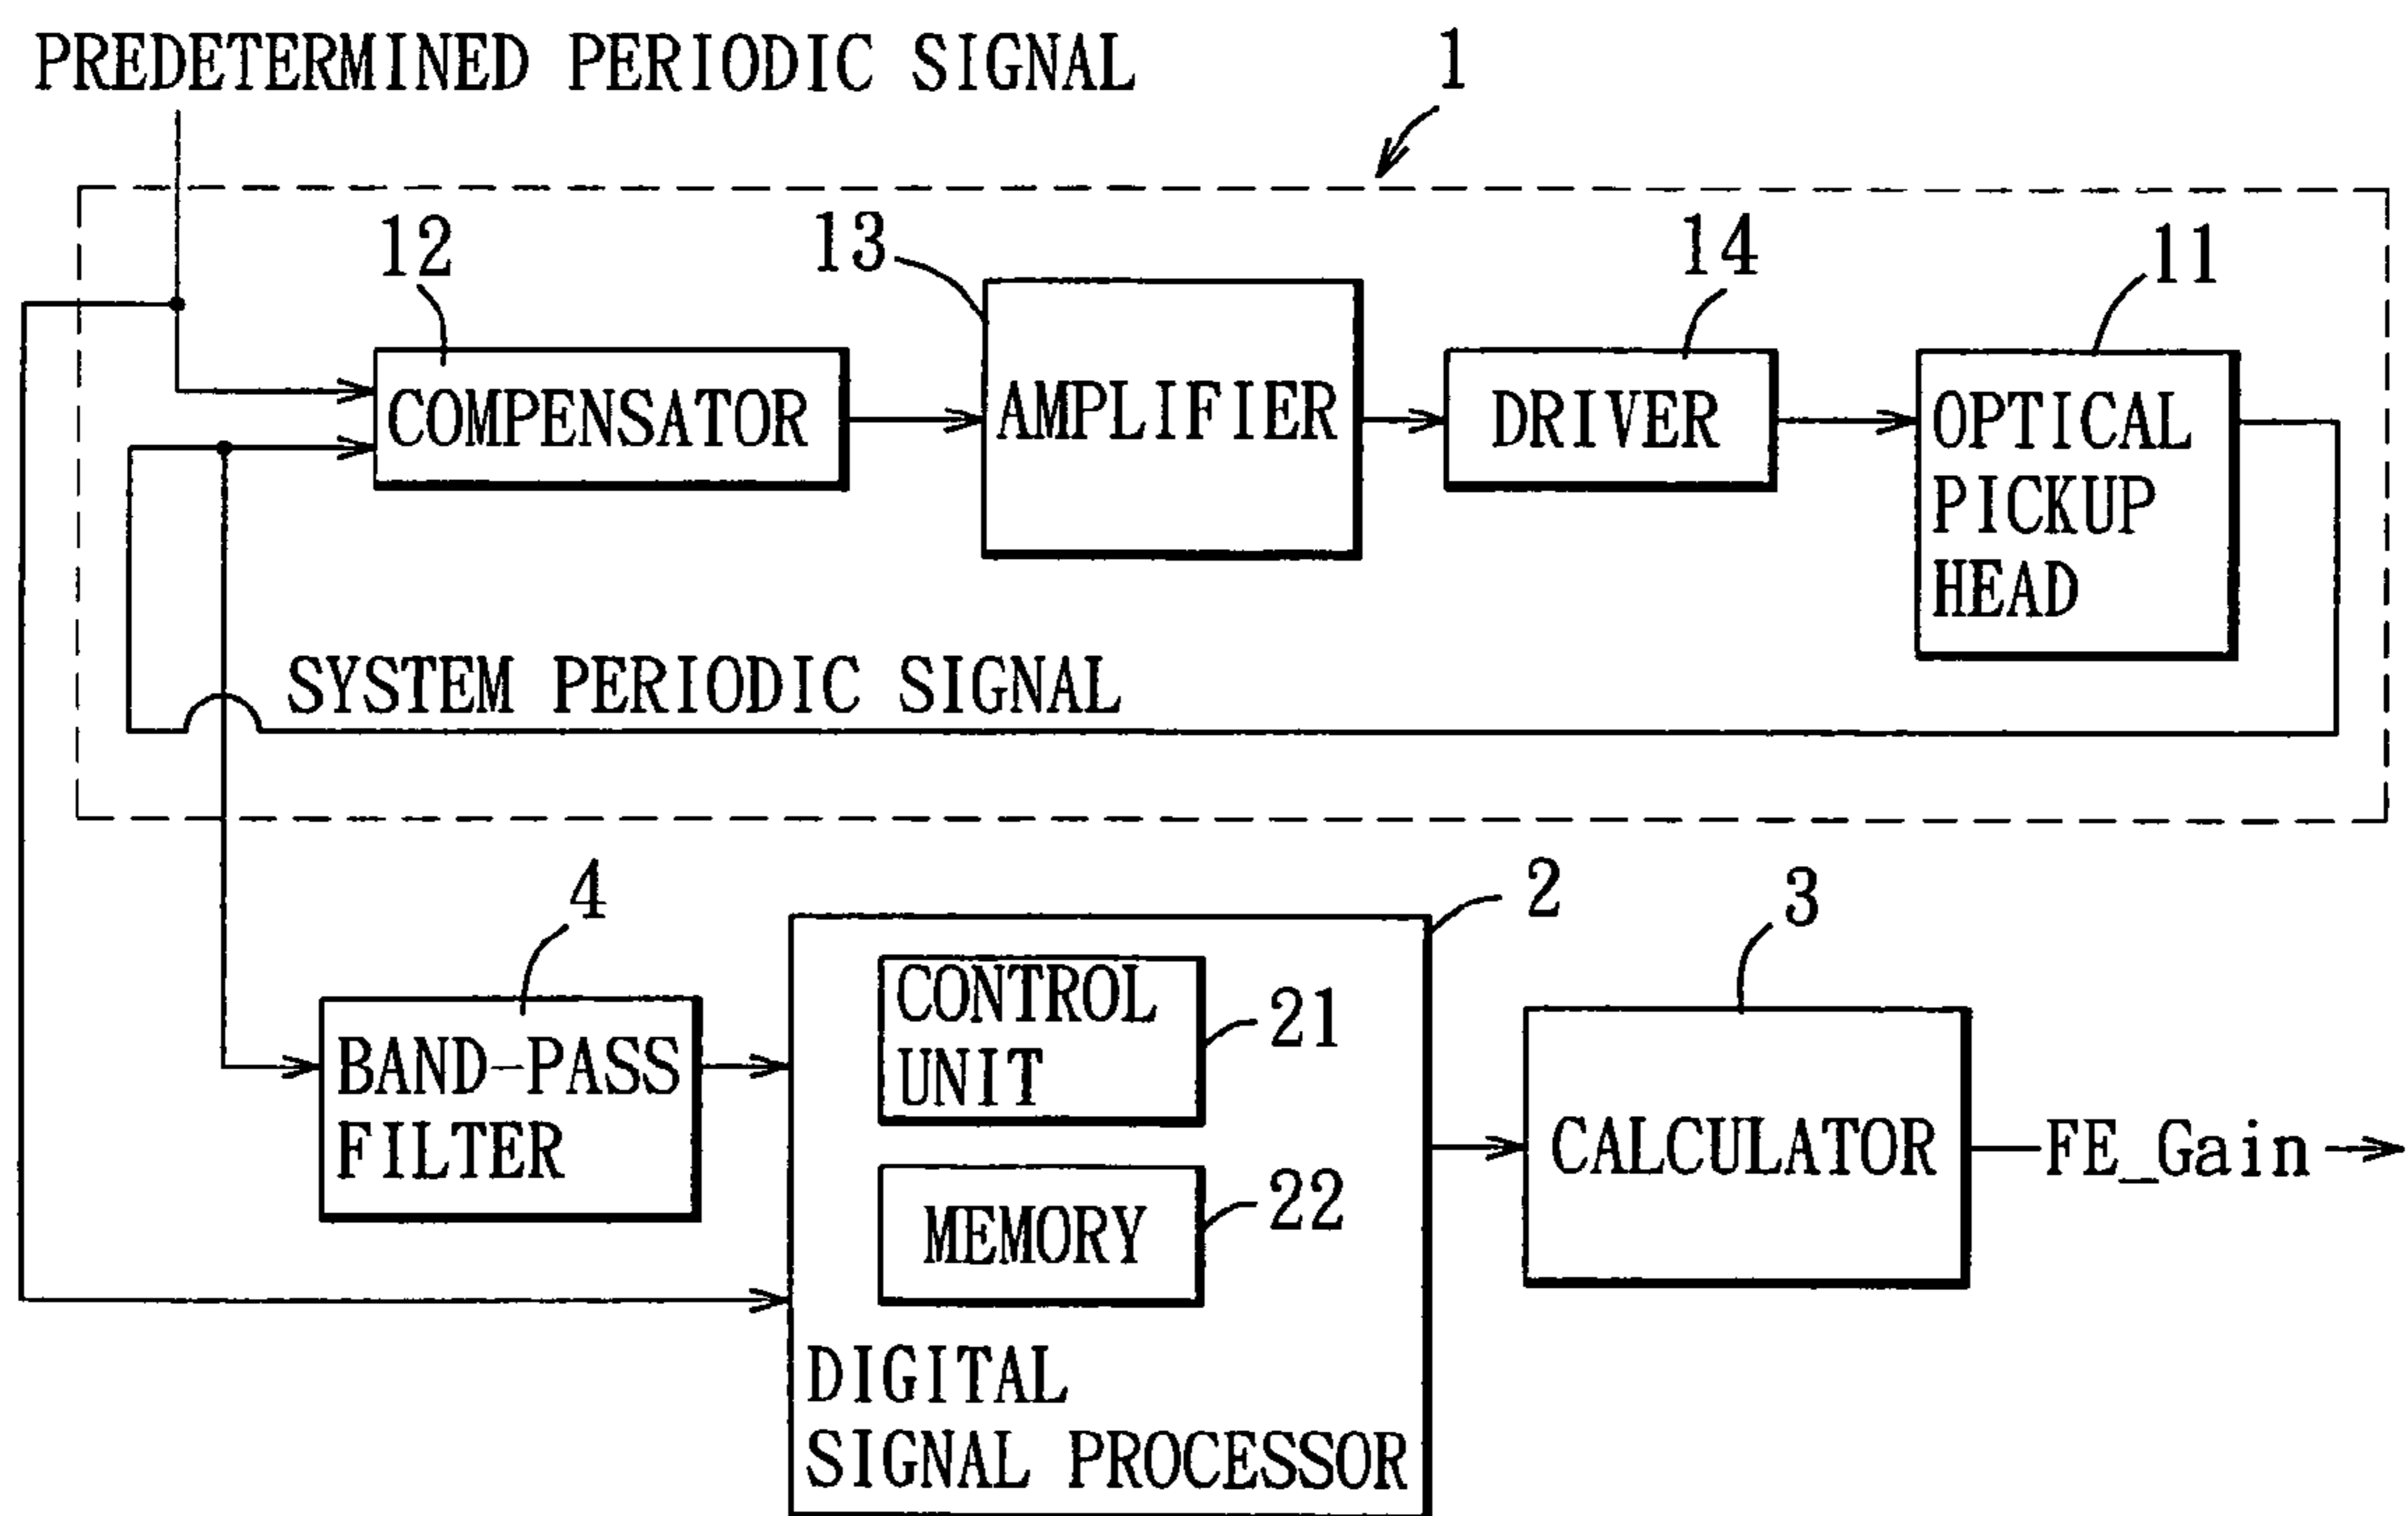 PREDETERMINED PERIODIC SIGNAL
1
12
13
14
11
COMPENSATOR
AMPLIFIER
DRIVER
OPTICAL
PICKUP
HEAD
SYSTEM PERIODIC SIGNAL
4
2
3
BAND-PASS
FILTER
CONTROL
UNIT
21
MEMORY
22
DIGITAL
SIGNAL PROCESSOR
CALCULATOR
FE_Gain